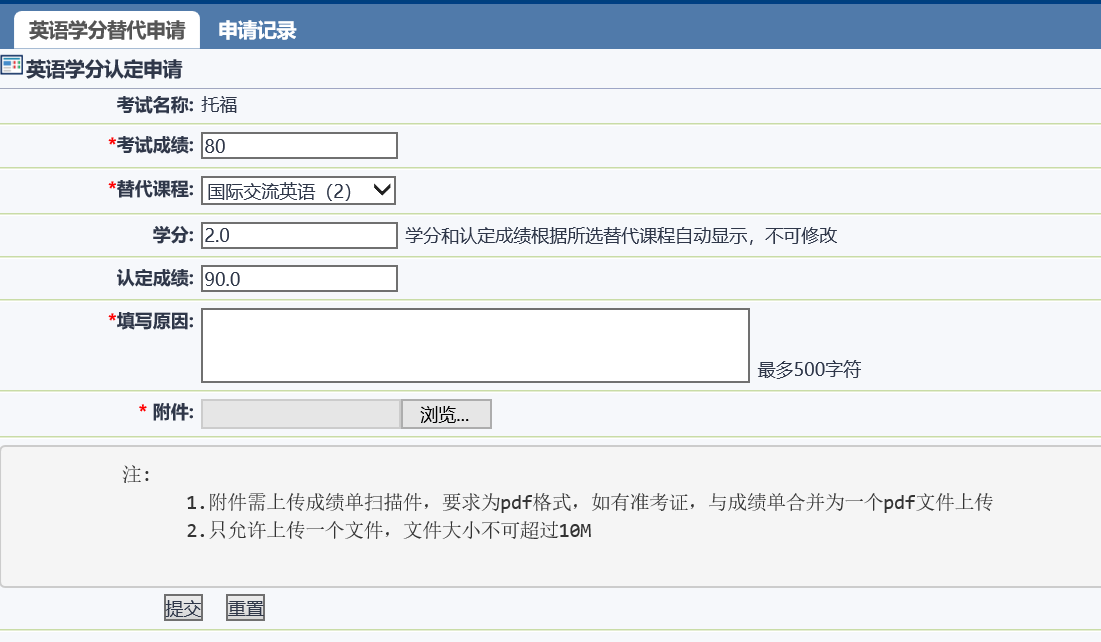 英语学分替代申请 申请记录
英语学分认定申请
考试名称: 托福
*考试成绩: 80
*替代课程: 国际交流英语（2）
学分: 2.0 学分和认定成绩根据所选替代课程自动显示，不可修改
认定成绩: 90.0
*填写原因:
最多500字符
* 附件: 浏览...
注:
1.附件需上传成绩单扫描件，要求为pdf格式，如有准考证，与成绩单合并为一个pdf文件上传
2.只允许上传一个文件，文件大小不可超过10M
提交 重置